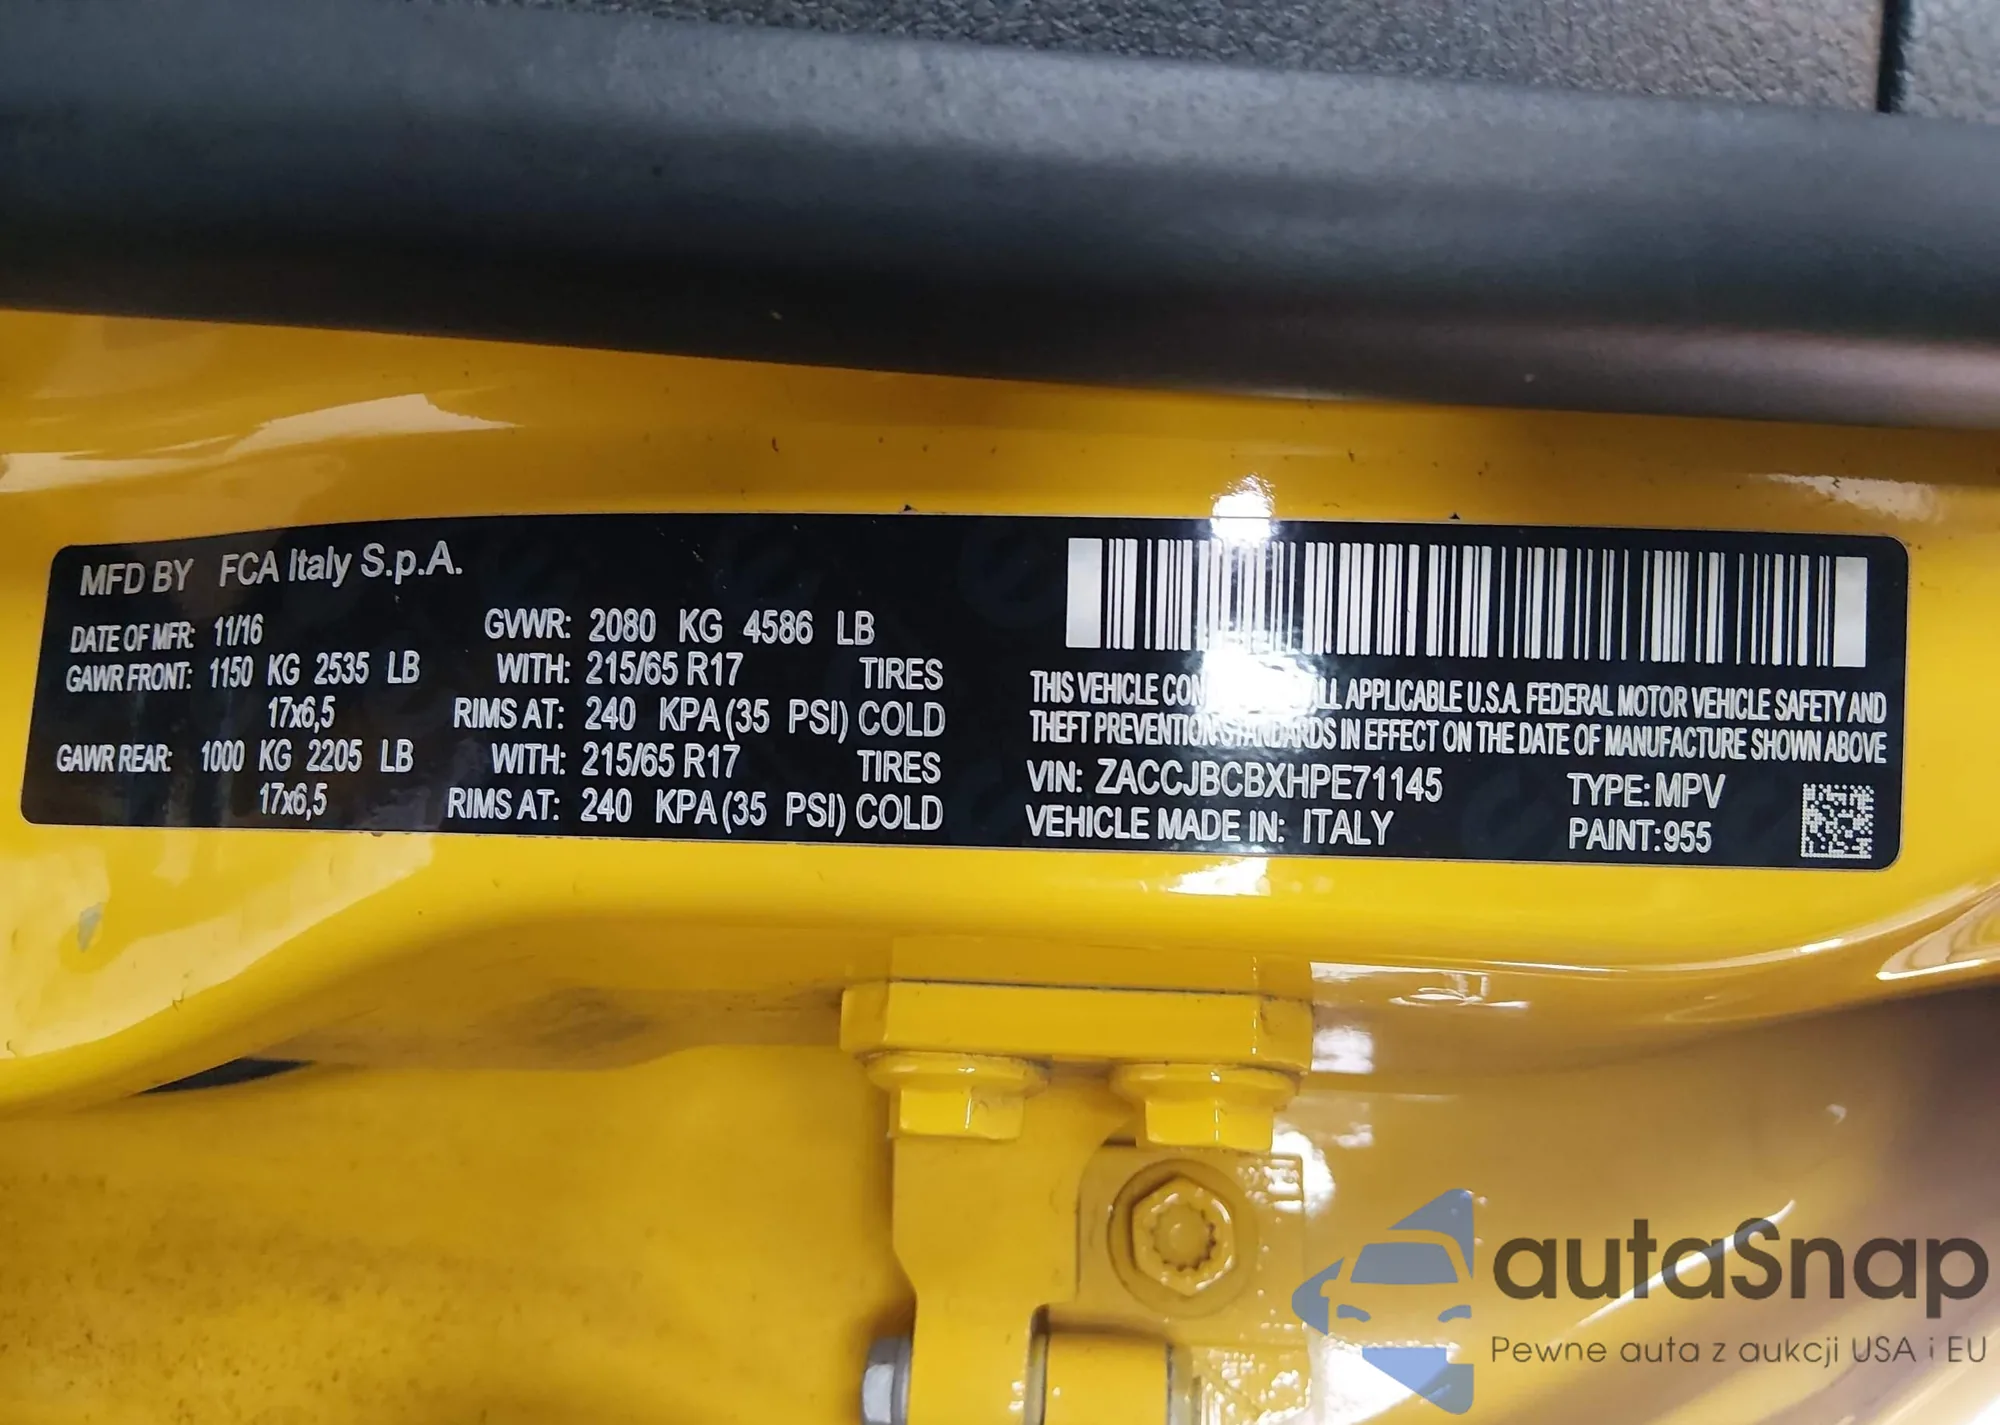 MFD BY FCA Italy S.p.A.
DATE OF MFR: 11/16 GVWR: 2080 KG 4586 LB
GAWR FRONT: 1150 KG 2535 LB WITH: 215/65 R17 TIRES
17x6,5 RIMS AT: 240 KPA(35 PSI) COLD
GAWR REAR: 1000 KG 2205 LB WITH: 215/65 R17 TIRES
17x6,5 RIMS AT: 240 KPA(35 PSI) COLD
THIS VEHICLE ALL APPLICABLE U.S.A. FEDERAL MOTOR VEHICLE SAFETY AND
THEFT PREVENTION STANDARDS IN EFFECT ON THE DATE OF MANUFACTURE SHOWN ABOVE
VIN: ZACCJBCBXHPE71145 TYPE: MPV
VEHICLE MADE IN: ITALY PAINT: 955
autaSnap
Pewne auta z aukcji USA i EU